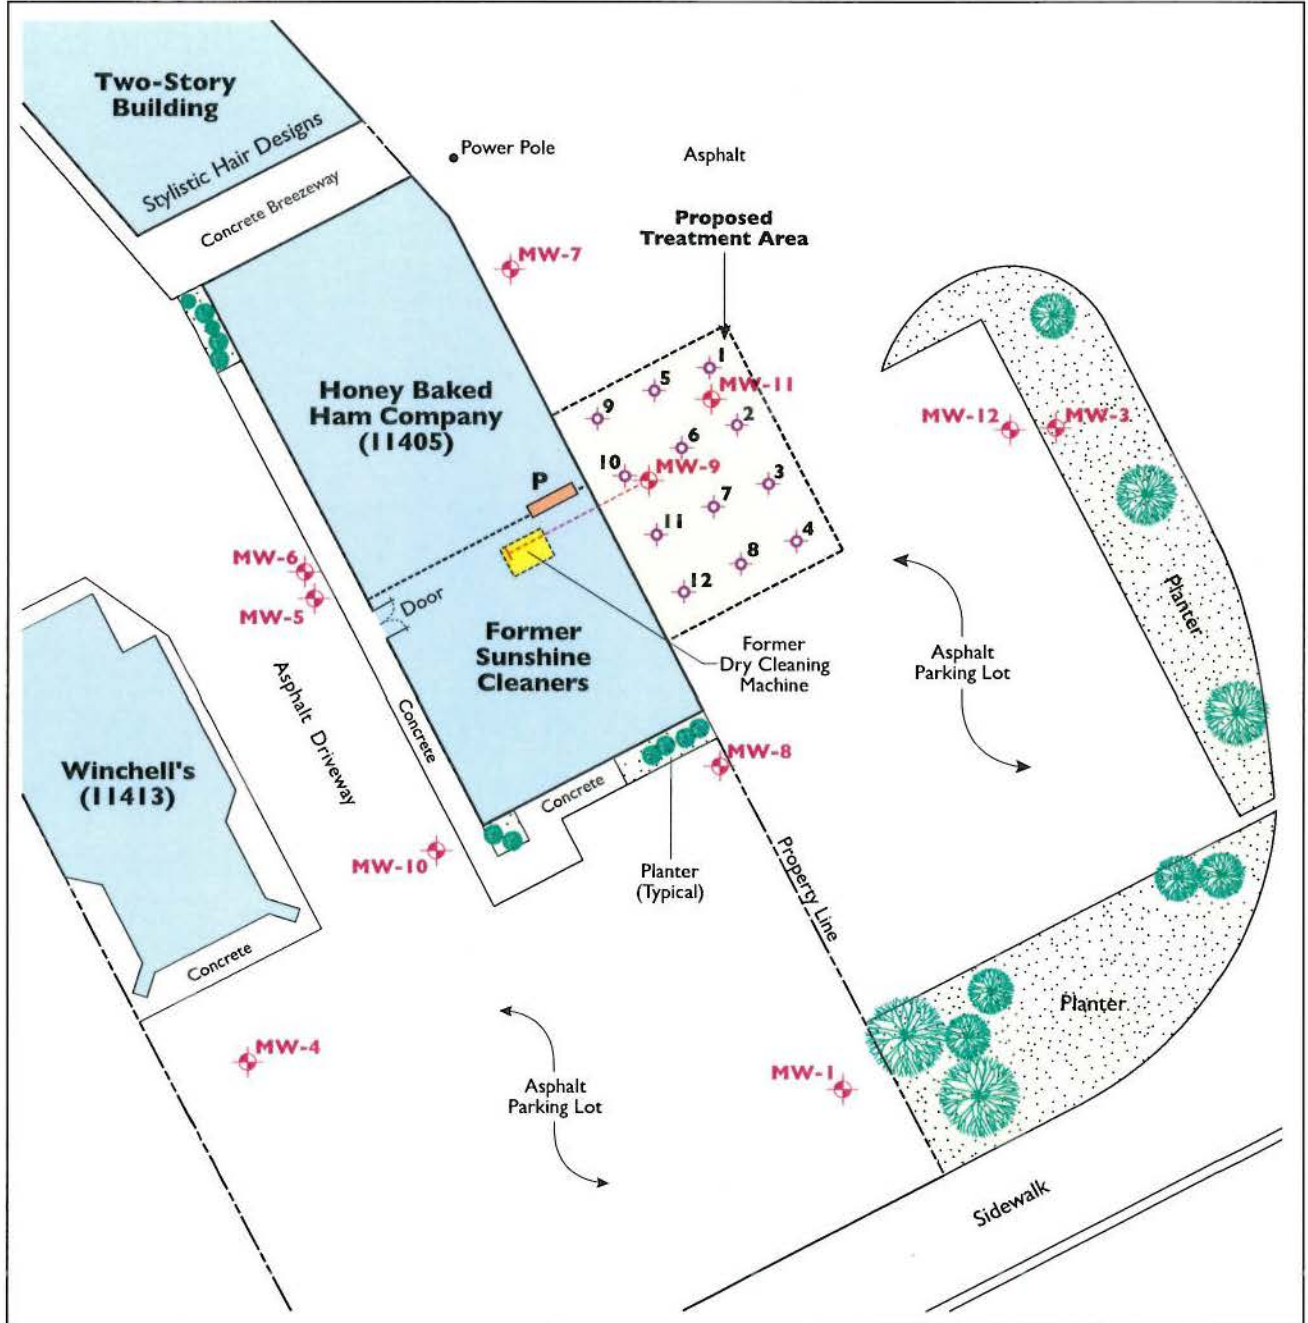 Two-Story
Building
Stylistic Hair Designs
Concrete Breezeway
Power Pole
Asphalt
Proposed
Treatment Area
MW-7
1
5
MW-11
9
2
6
10
MW-9
3
7
11
4
8
12
Honey Baked
Ham Company
(11405)
P
MW-12
MW-3
MW-6
MW-5
Door
Former
Sunshine
Cleaners
Former
Dry Cleaning
Machine
Asphalt
Parking Lot
Planter
Asphalt Driveway
Concrete
Winchell's
(11413)
MW-8
Concrete
MW-10
Planter
(Typical)
Property Line
Concrete
Planter
MW-4
MW-1
Asphalt
Parking Lot
Sidewalk